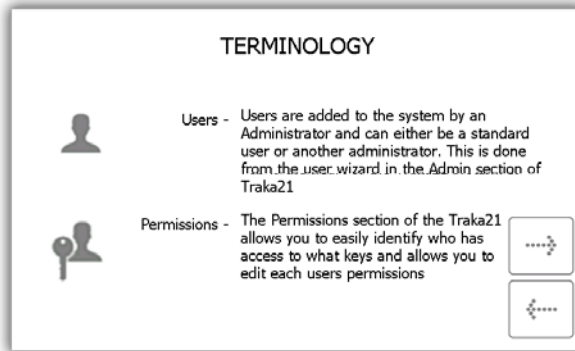 TERMINOLOGY
Users - Users are added to the system by an
Administrator and can either be a standard
user or another administrator. This is done
from the user wizard in the Admin section of
Traka21
Permissions - The Permissions section of the Traka21
allows you to easily identify who has
access to what keys and allows you to
edit each users permissions